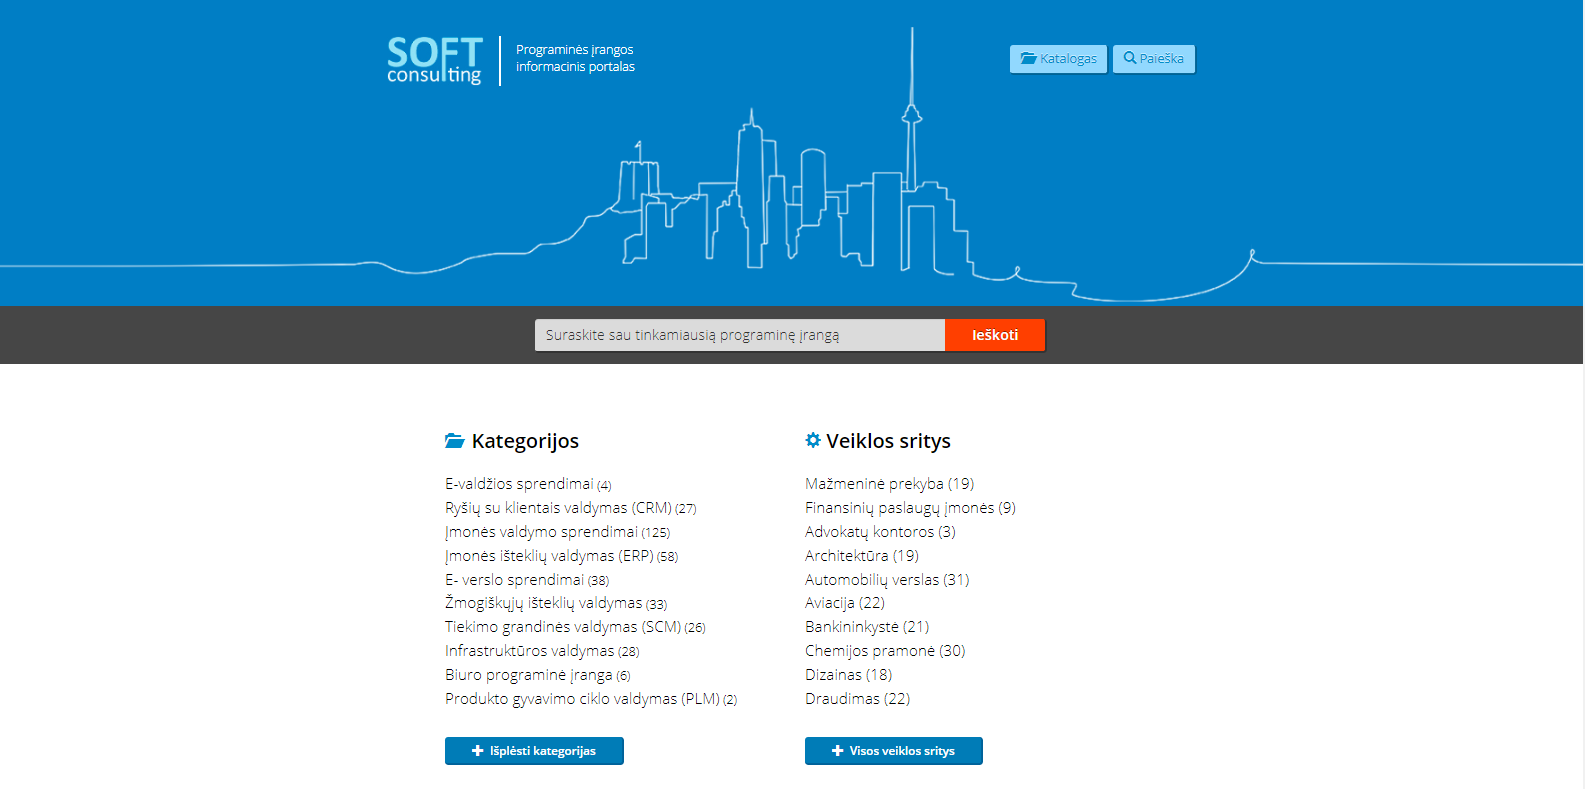 SOFT
consulting
Programinės įrangos
informacinis portalas
Katalogas
Paieška
Suraskite sau tinkamiausią programinę įrangą
Ieškoti
Kategorijos
E-valdžios sprendimai (4)
Ryšių su klientais valdymas (CRM) (27)
Įmonės valdymo sprendimai (125)
Įmonės išteklių valdymas (ERP) (58)
E- verslo sprendimai (38)
Žmogiškųjų išteklių valdymas (33)
Tiekimo grandinės valdymas (SCM) (26)
Infrastruktūros valdymas (28)
Biuro programinė įranga (6)
Produkto gyvavimo ciklo valdymas (PLM) (2)
Išplėsti kategorijas
Veiklos sritys
Mažmeninė prekyba (19)
Finansinių paslaugų įmonės (9)
Advokatų kontoros (3)
Architektūra (19)
Automobilių verslas (31)
Aviacija (22)
Bankininkystė (21)
Chemijos pramonė (30)
Dizainas (18)
Draudimas (22)
Visos veiklos sritys